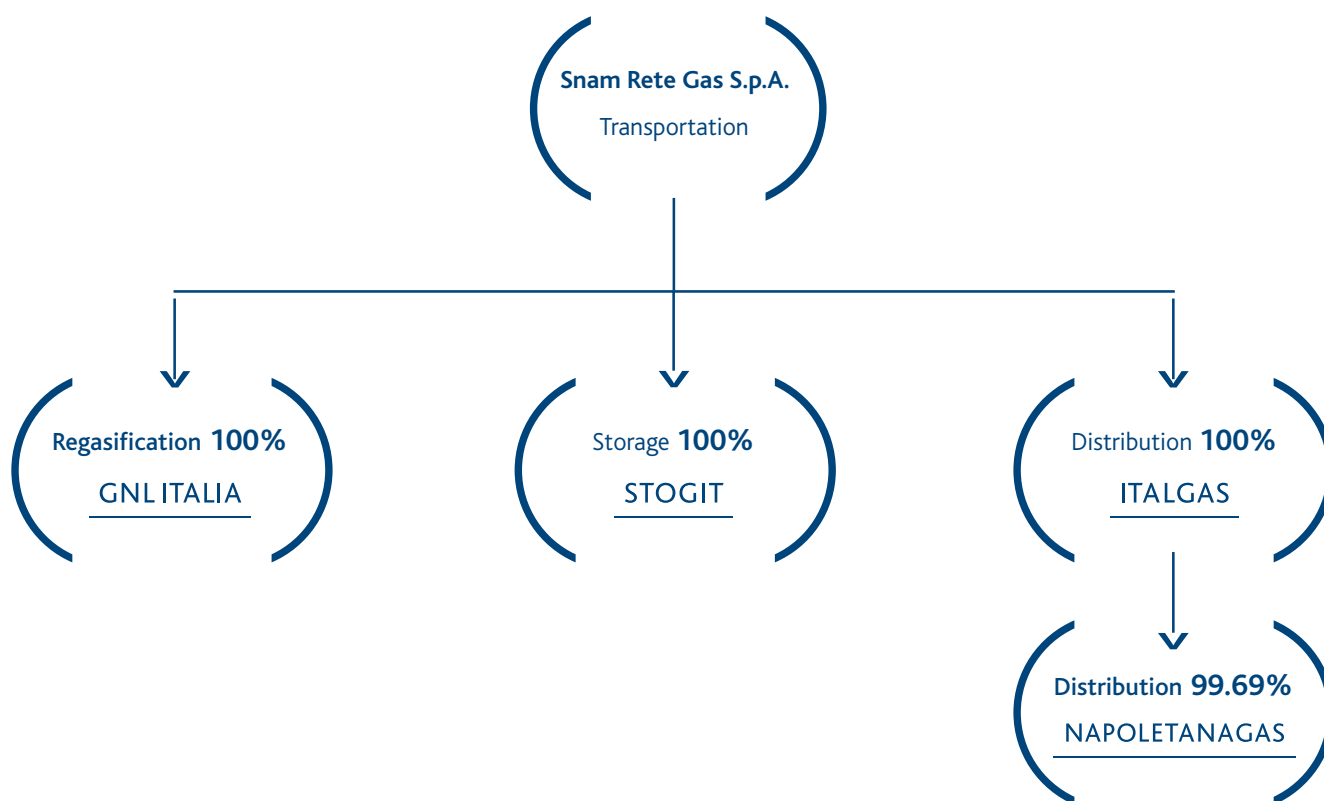 Snam Rete Gas S.p.A.
Transportation
Regasification 100%
GNL ITALIA
Storage 100%
STOGIT
Distribution 100%
ITALGAS
Distribution 99.69%
NAPOLETANAGAS